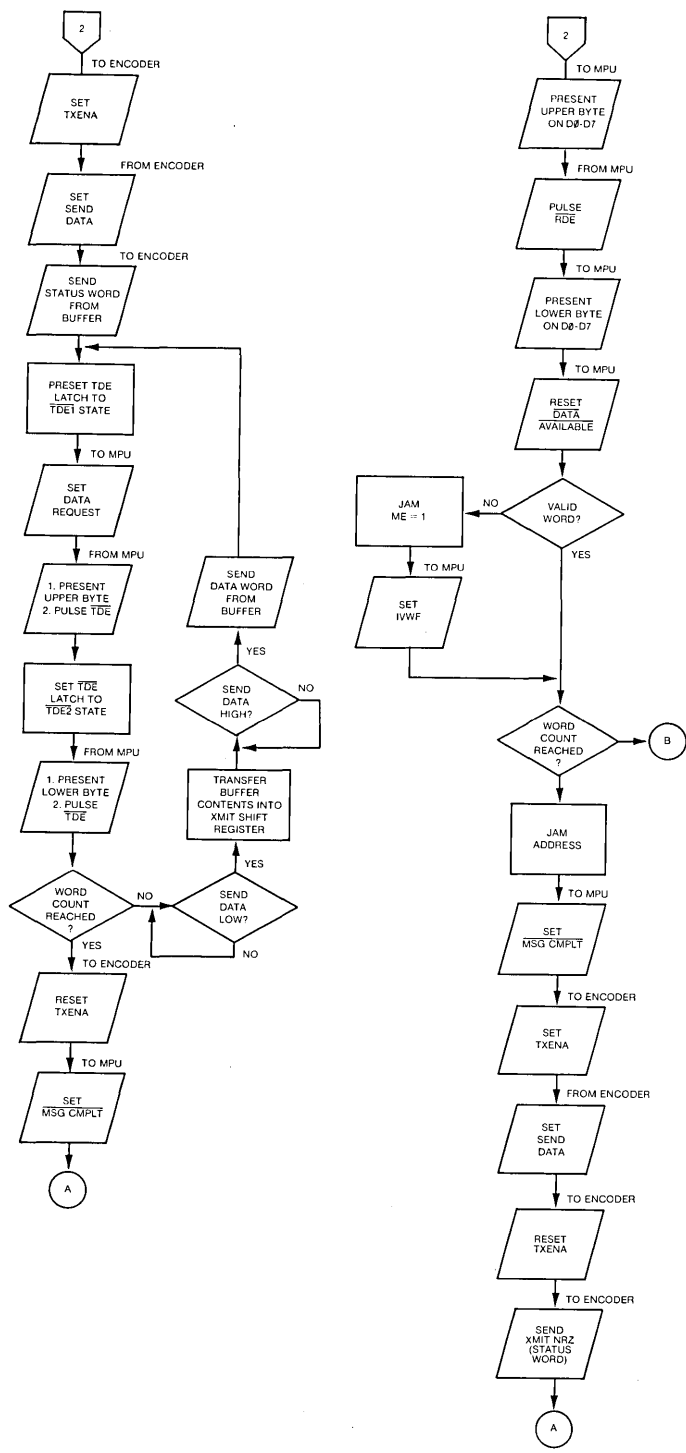 2
TO ENCODER
SET
TXENA
FROM ENCODER
SET
SEND
DATA
TO ENCODER
SEND
STATUS WORD
FROM
BUFFER
PRESET TDE
LATCH TO
TDE1 STATE
TO MPU
SET
DATA
REQUEST
FROM MPU
1. PRESENT
UPPER BYTE
2. PULSE TDE
SET TDE
LATCH TO
TDE2 STATE
FROM MPU
1. PRESENT
LOWER BYTE
2. PULSE
TDE
WORD
COUNT
REACHED
?
NO
YES
SEND
DATA
LOW?
NO
YES
TRANSFER
BUFFER
CONTENTS INTO
XMIT SHIFT
REGISTER
SEND
DATA
HIGH?
NO
YES
SEND
DATA WORD
FROM
BUFFER
TO ENCODER
RESET
TXENA
TO MPU
SET
MSG CMPLT
A
2
TO MPU
PRESENT
UPPER BYTE
ON DØ-D7
FROM MPU
PULSE
RDE
TO MPU
PRESENT
LOWER BYTE
ON DØ-D7
TO MPU
RESET
DATA
AVAILABLE
VALID
WORD?
NO
YES
JAM
ME = 1
TO MPU
SET
IVWF
WORD
COUNT
REACHED
?
B
JAM
ADDRESS
TO MPU
SET
MSG CMPLT
TO ENCODER
SET
TXENA
FROM ENCODER
SET
SEND
DATA
TO ENCODER
RESET
TXENA
TO ENCODER
SEND
XMIT NRZ
(STATUS
WORD)
A